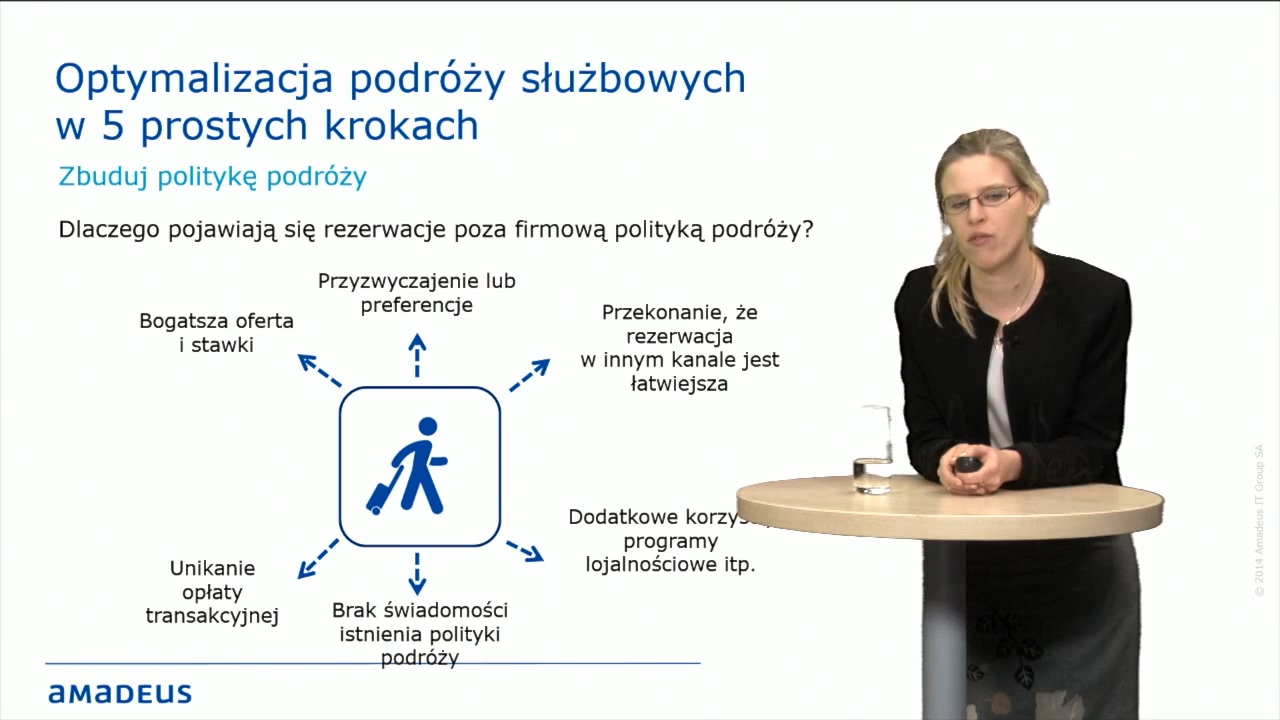 Optymalizacja podróży służbowych
w 5 prostych krokach
Zbuduj politykę podróży
Dlaczego pojawiają się rezerwacje poza firmową polityką podróży?
Przyzwyczajenie lub
preferencje
Bogatsza oferta
i stawki
Przekonanie, że
rezerwacja
w innym kanale jest
łatwiejsza
Dodatkowe
programy
lojalnościowe itp.
Unikanie
opłaty
transakcyjnej
Brak świadomości
istnienia polityki
podróży
aMaDEUS
© 2014 Amadeus IT Group SA